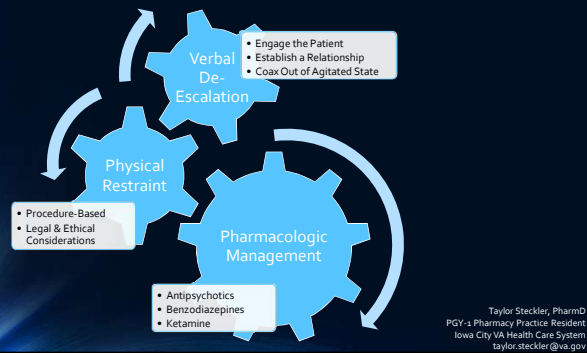 Verbal
De-
Escalation
• Engage the Patient
• Establish a Relationship
• Coax Out of Agitated State
Physical
Restraint
• Procedure-Based
• Legal & Ethical
Considerations
Pharmacologic
Management
• Antipsychotics
• Benzodiazepines
• Ketamine
Taylor Steckler, PharmD
PGY-1 Pharmacy Practice Resident
Iowa City VA Health Care System
taylor.steckler@va.gov